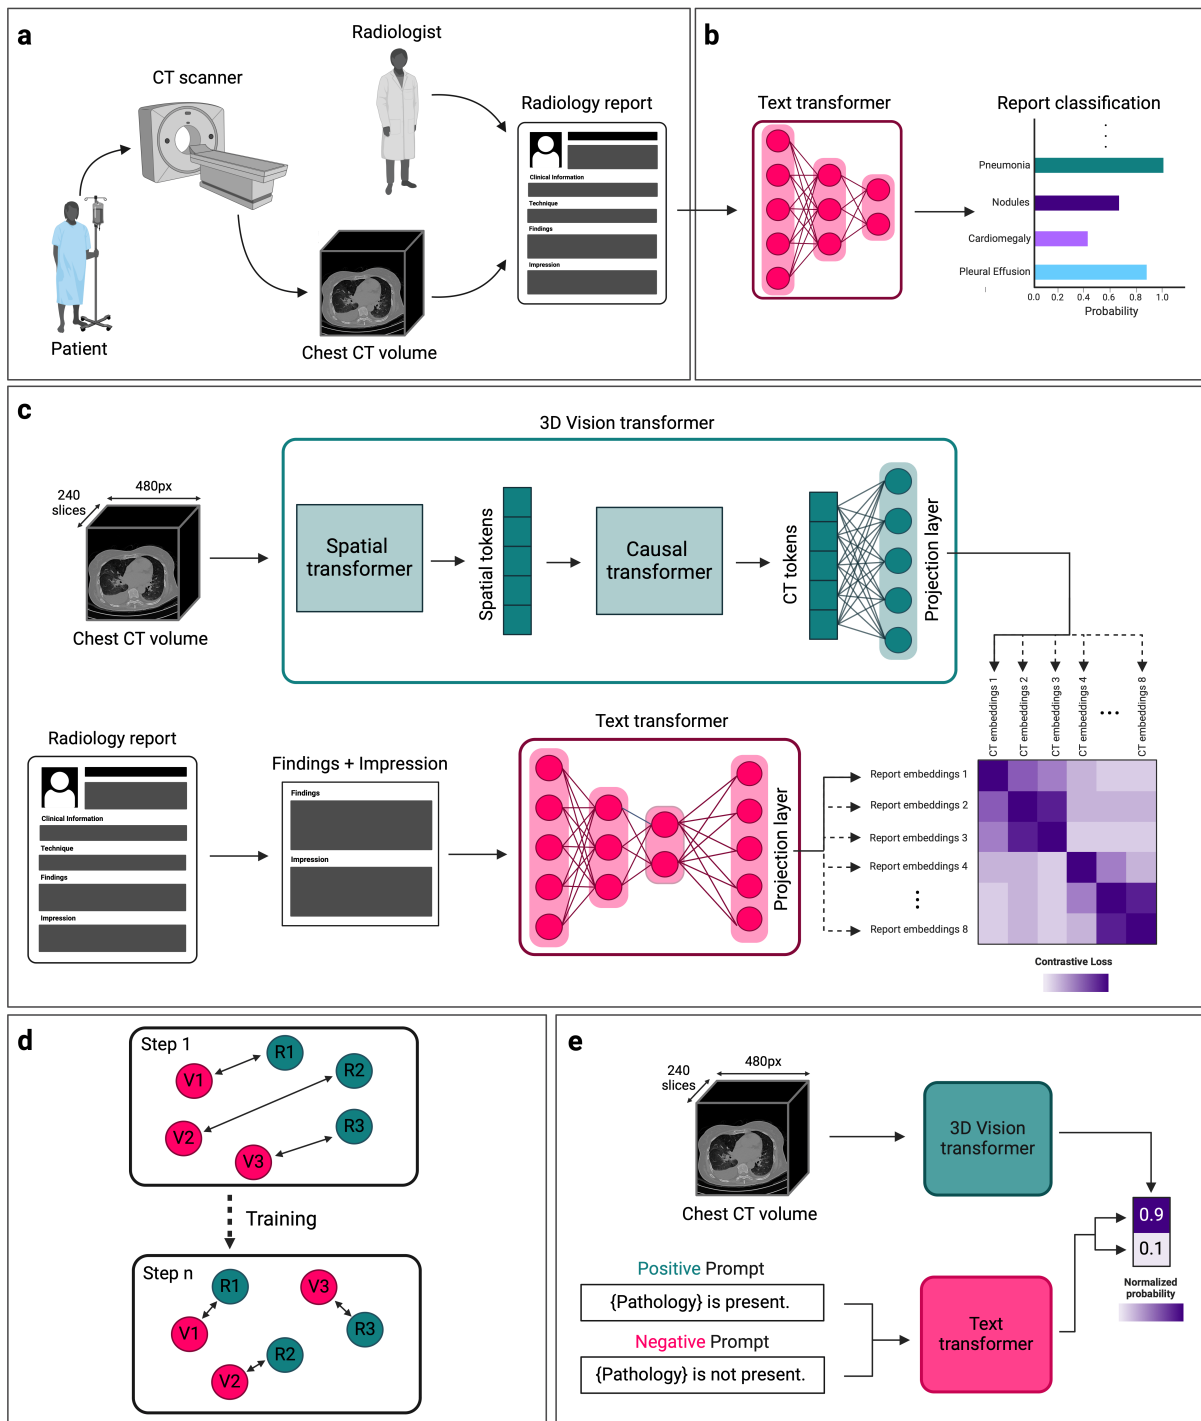 a
Radiologist
CT scanner
Radiology report
Clinical Information
Technique
Findings
Impression
Patient
Chest CT volume
b
Text transformer
Report classification
Pneumonia
Nodules
Cardiomegaly
Pleural Effusion
0.0 0.2 0.4 0.6 0.8 1.0
Probability
c
3D Vision transformer
240
slices
480px
Chest CT volume
Spatial
transformer
Spatial tokens
Causal
transformer
CT tokens
Projection layer
CT embeddings 1
CT embeddings 2
CT embeddings 3
CT embeddings 4
...
CT embeddings 8
Radiology report
Clinical Information
Technique
Findings
Impression
Findings + Impression
Findings
Impression
Text transformer
Projection layer
Report embeddings 1
Report embeddings 2
Report embeddings 3
Report embeddings 4
Report embeddings 8
Contrastive Loss
d
Step 1
V1
R1
R2
V2
R3
V3
Training
Step n
R1
V3
V1
R3
R2
V2
e
240
slices
480px
Chest CT volume
3D Vision
transformer
0.9
0.1
Normalized
probability
Positive Prompt
{Pathology} is present.
Negative Prompt
{Pathology} is not present.
Text
transformer